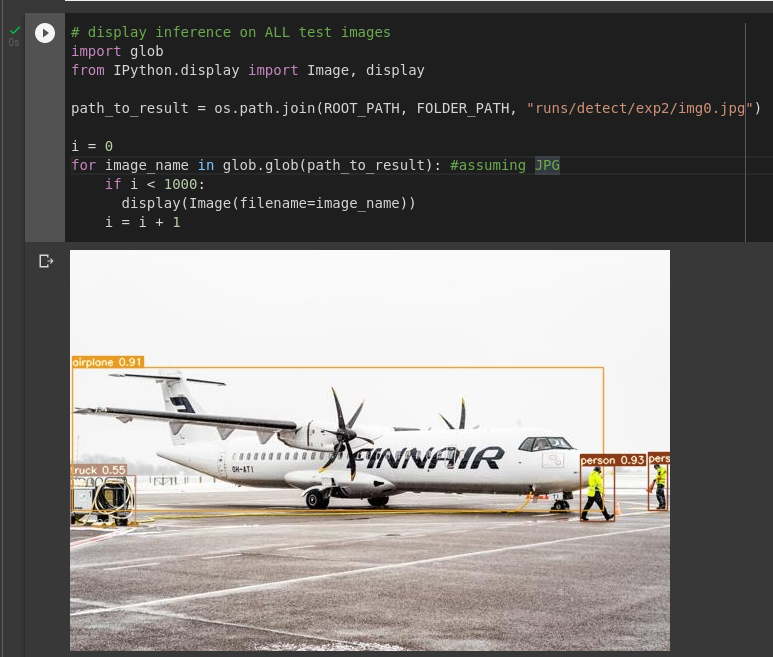 0s
# display inference on ALL test images
import glob
from IPython.display import Image, display
path_to_result = os.path.join(ROOT_PATH, FOLDER_PATH, "runs/detect/exp2/img0.jpg")
i = 0
for image_name in glob.glob(path_to_result): #assuming JPG
    if i < 1000:
      display(Image(filename=image_name))
    i = i + 1
airplane 0.91
FINNAIR
person 0.93
pers
ruck 0.55
OH-ATI